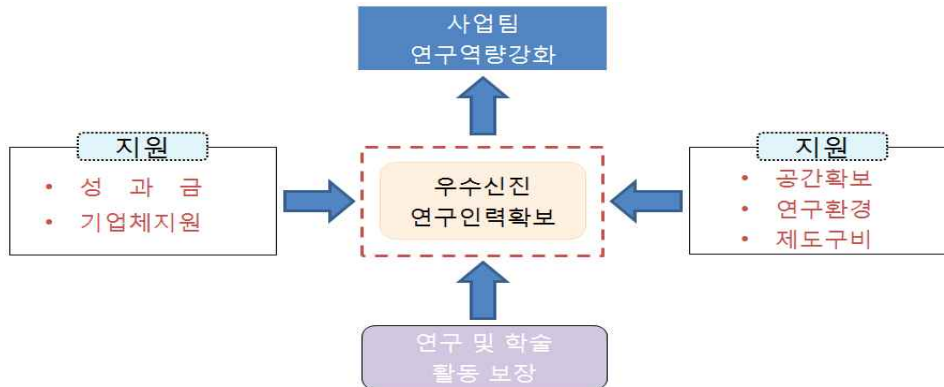 사업팀
연구역량강화
지원
• 성 과 금
• 기업체지원
우수신진
연구인력확보
지원
• 공간확보
• 연구환경
• 제도구비
연구 및 학술
활동 보장